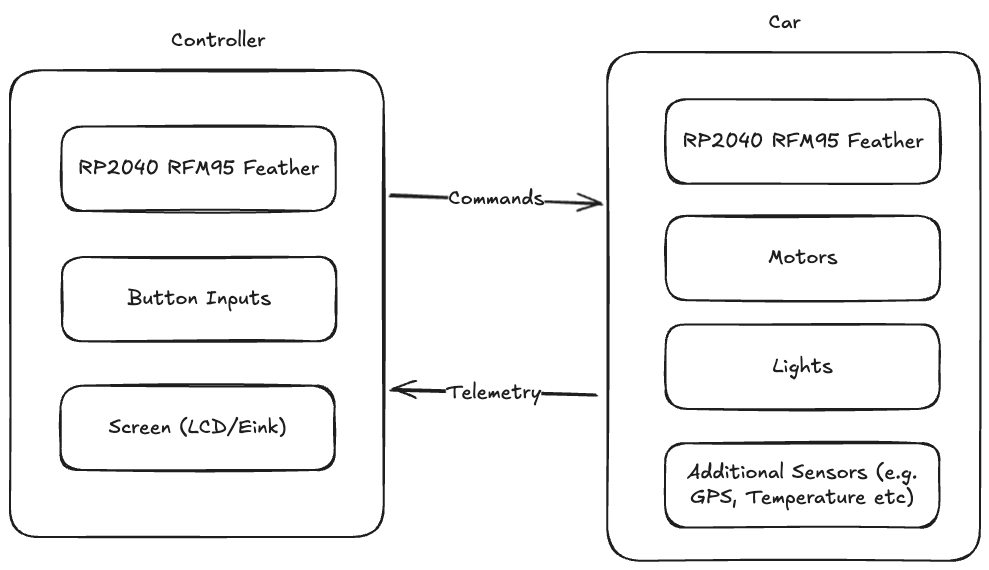 Controller
RP2040 RFM95 Feather
Button Inputs
Screen (LCD/Eink)
Commands
Telemetry
Car
RP2040 RFM95 Feather
Motors
Lights
Additional Sensors (e.g.
GPS, Temperature etc)